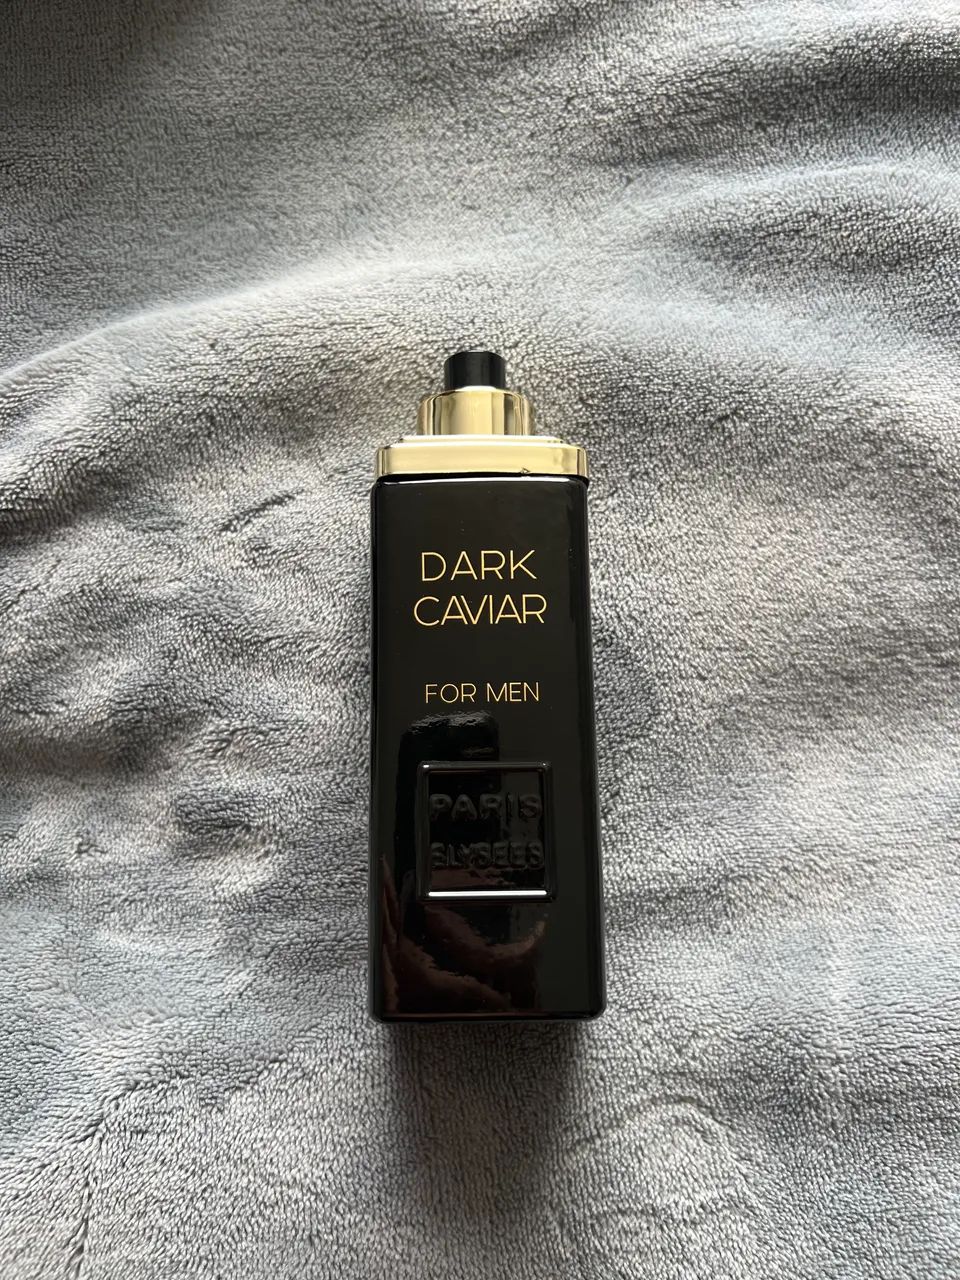 DARK
CAVIAR
FOR MEN
PARIS
ELYSEES